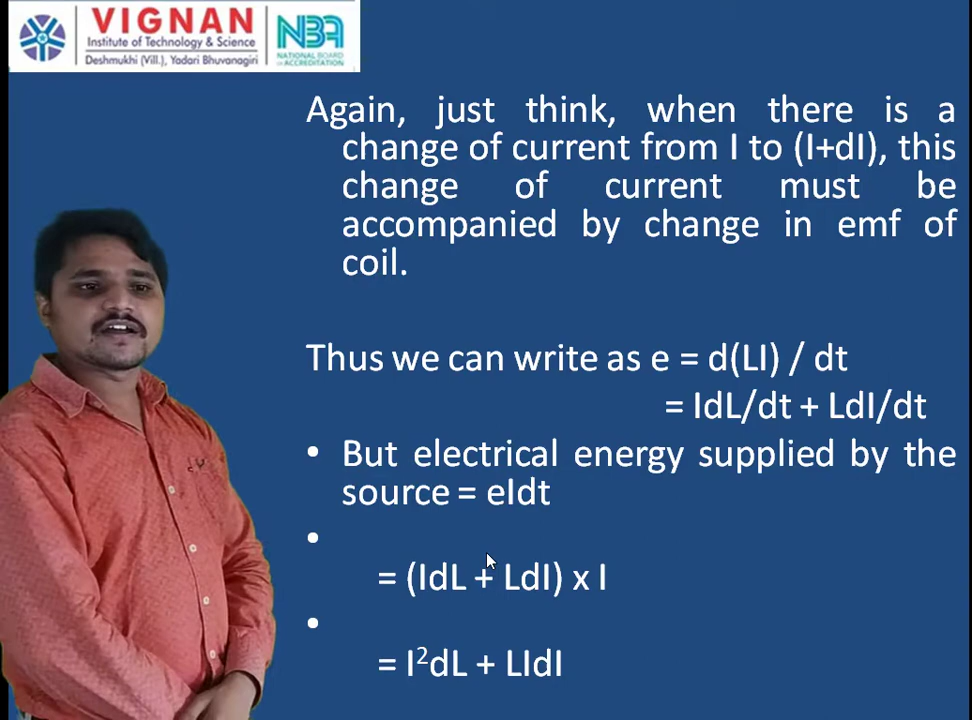 VIGNAN
Institute of Technology & Science
Deshmukhi (Vill.), Yadari Bhuvanagiri
NBA
NATIONAL BOARD
OF ACCREDITATION
Again, just think, when there is a
change of current from I to (I+dI), this
change of current must be
accompanied by change in emf of
coil.
Thus we can write as e = d(LI) / dt
= IdL/dt + LdI/dt
• But electrical energy supplied by the
source = eIdt
•
= (IdL + LdI) x I
•
= I²dL + LIdI